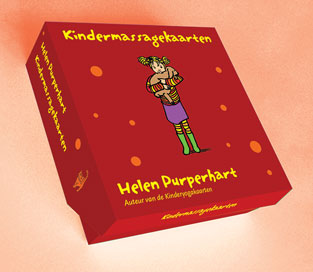 Kindermassagekaarten
Helen Purperhart
Auteur van de Kinderyogakaarten
Kindermassagekaarten
Helen Purperhart
Kindermassagekaarten